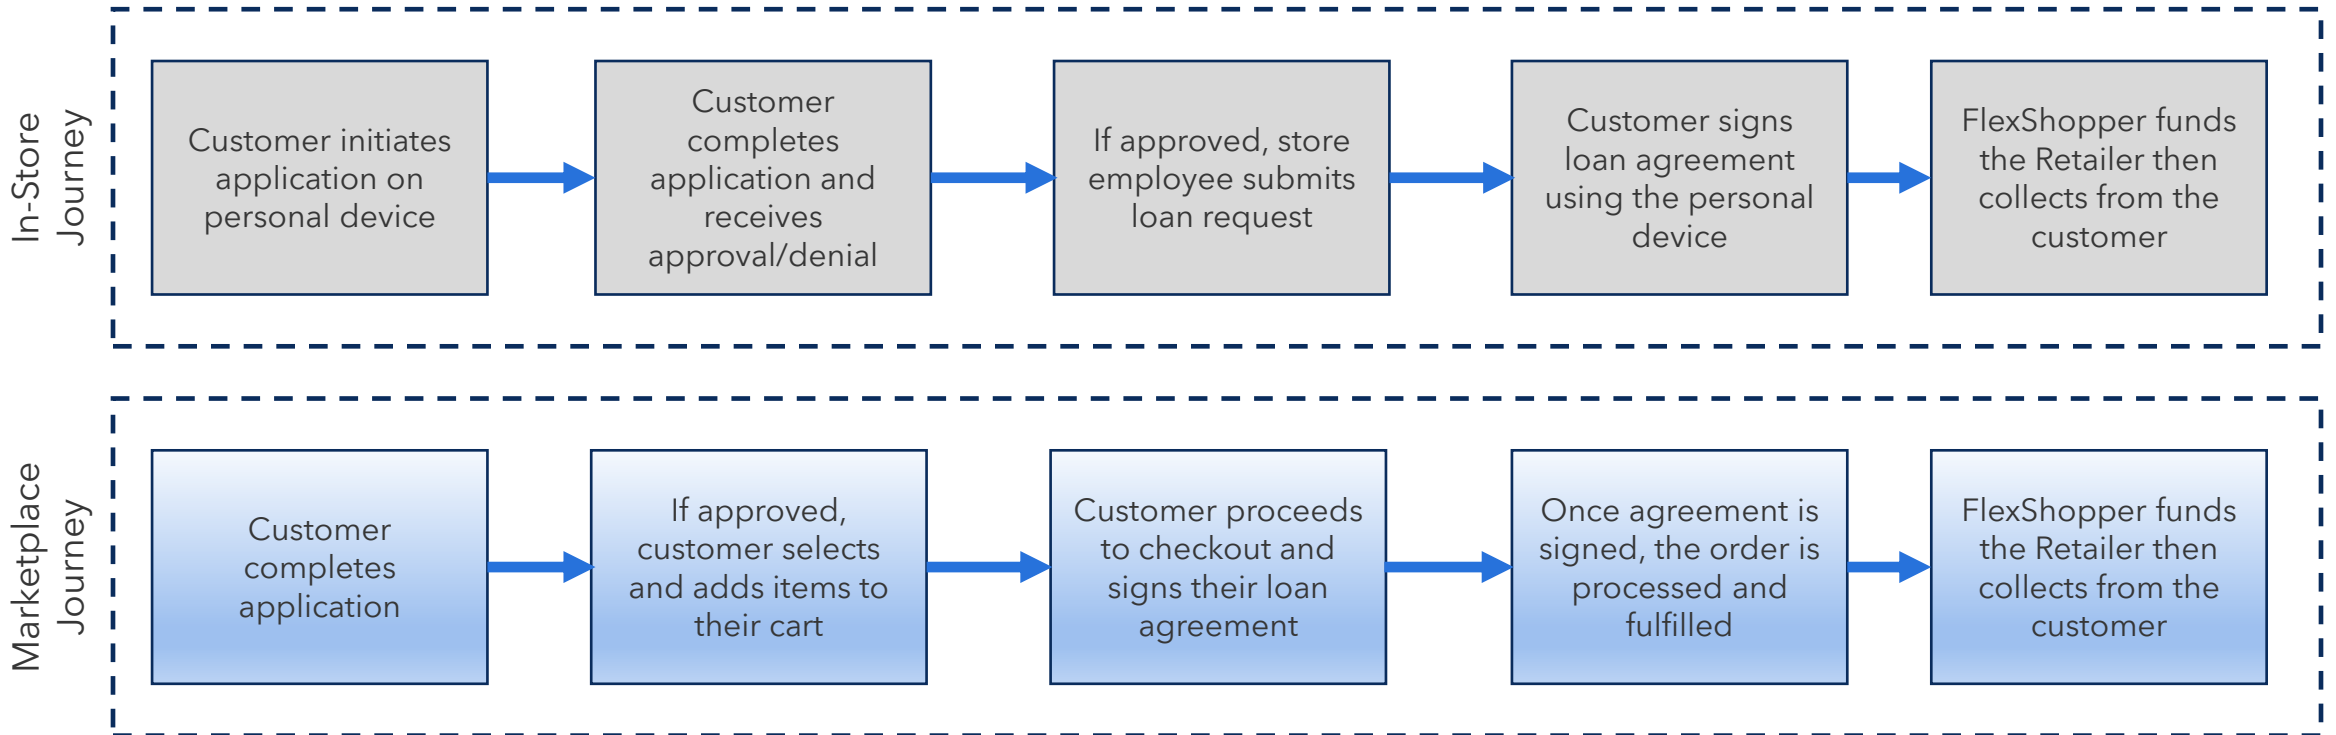 In-Store
Journey
Customer initiates
application on
personal device
Customer
completes
application and
receives
approval/denial
If approved, store
employee submits
loan request
Customer signs
loan agreement
using the personal
device
FlexShopper funds
the Retailer then
collects from the
customer
Marketplace
Journey
Customer
completes
application
If approved,
customer selects
and adds items to
their cart
Customer proceeds
to checkout and
signs their loan
agreement
Once agreement is
signed, the order is
processed and
fulfilled
FlexShopper funds
the Retailer then
collects from the
customer